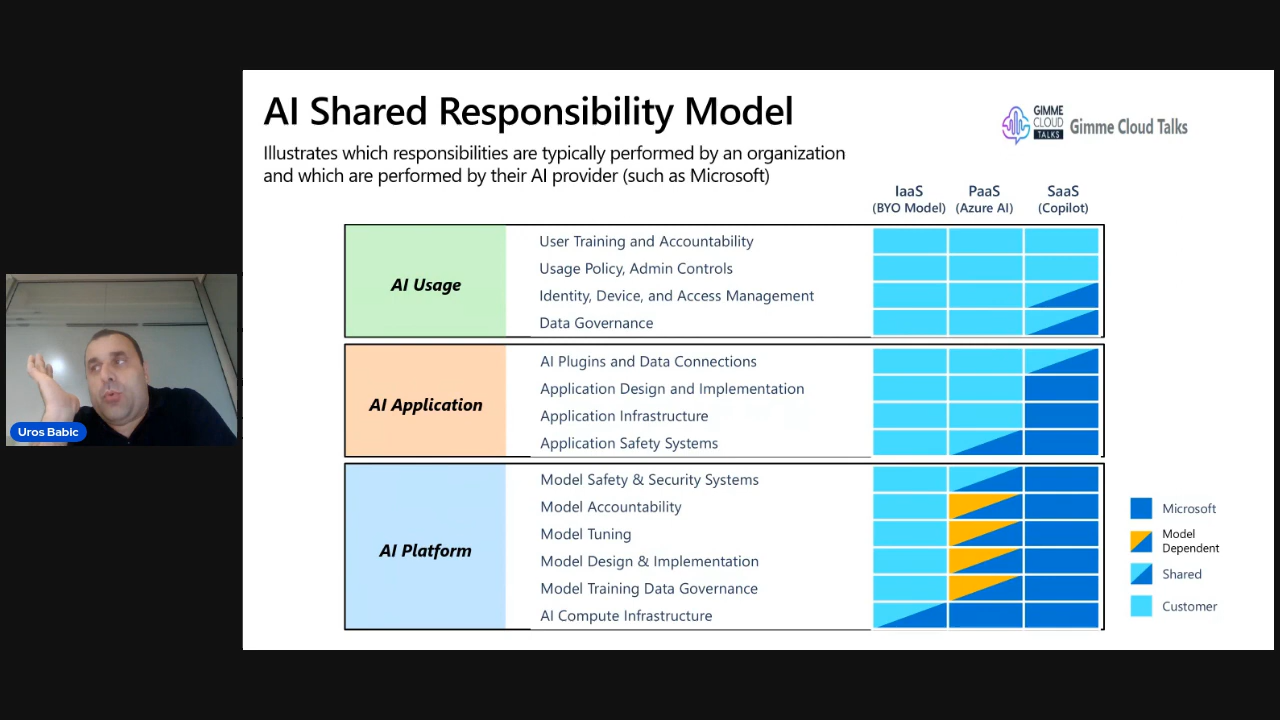 AI Shared Responsibility Model
GIMME
CLOUD
TALKS
Gimme Cloud Talks
Illustrates which responsibilities are typically performed by an organization
and which are performed by their AI provider (such as Microsoft)
IaaS
(BYO Model)
PaaS
(Azure AI)
SaaS
(Copilot)
AI Usage
User Training and Accountability
Usage Policy, Admin Controls
Identity, Device, and Access Management
Data Governance
AI Application
AI Plugins and Data Connections
Application Design and Implementation
Application Infrastructure
Application Safety Systems
AI Platform
Model Safety & Security Systems
Model Accountability
Model Tuning
Model Design & Implementation
Model Training Data Governance
AI Compute Infrastructure
Microsoft
Model
Dependent
Shared
Customer
Uros Babic